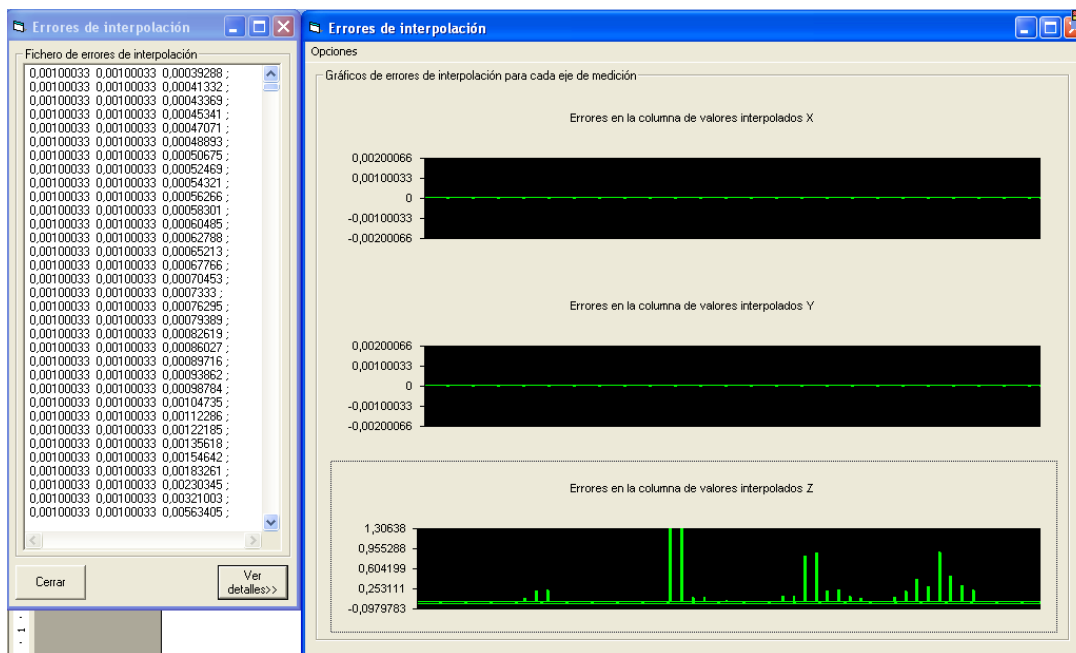 Errores de interpolación
Fichero de errores de interpolación
0,00100033 0,00100033 0,00039288 ;
0,00100033 0,00100033 0,00041332 ;
0,00100033 0,00100033 0,00043369 ;
0,00100033 0,00100033 0,00045341 ;
0,00100033 0,00100033 0,00047071 ;
0,00100033 0,00100033 0,00048893 ;
0,00100033 0,00100033 0,00050675 ;
0,00100033 0,00100033 0,00052469 ;
0,00100033 0,00100033 0,00054321 ;
0,00100033 0,00100033 0,00056266 ;
0,00100033 0,00100033 0,00058301 ;
0,00100033 0,00100033 0,00060485 ;
0,00100033 0,00100033 0,00062788 ;
0,00100033 0,00100033 0,00065213 ;
0,00100033 0,00100033 0,00067766 ;
0,00100033 0,00100033 0,00070453 ;
0,00100033 0,00100033 0,0007333 ;
0,00100033 0,00100033 0,00076295 ;
0,00100033 0,00100033 0,00079389 ;
0,00100033 0,00100033 0,00082619 ;
0,00100033 0,00100033 0,00086027 ;
0,00100033 0,00100033 0,00089716 ;
0,00100033 0,00100033 0,00093862 ;
0,00100033 0,00100033 0,00098784 ;
0,00100033 0,00100033 0,00104735 ;
0,00100033 0,00100033 0,00112286 ;
0,00100033 0,00100033 0,00122185 ;
0,00100033 0,00100033 0,00135618 ;
0,00100033 0,00100033 0,00154642 ;
0,00100033 0,00100033 0,00183261 ;
0,00100033 0,00100033 0,00230345 ;
0,00100033 0,00100033 0,00321003 ;
0,00100033 0,00100033 0,00563405 ;
Cerrar
Ver
detalles>>
1
Errores de interpolación
Opciones
Gráficos de errores de interpolación para cada eje de medición
Errores en la columna de valores interpolados X
0,00200066
0,00100033
0
-0,00100033
-0,00200066
Errores en la columna de valores interpolados Y
0,00200066
0,00100033
0
-0,00100033
-0,00200066
Errores en la columna de valores interpolados Z
1,30638
0,955288
0,604199
0,253111
-0,0979783